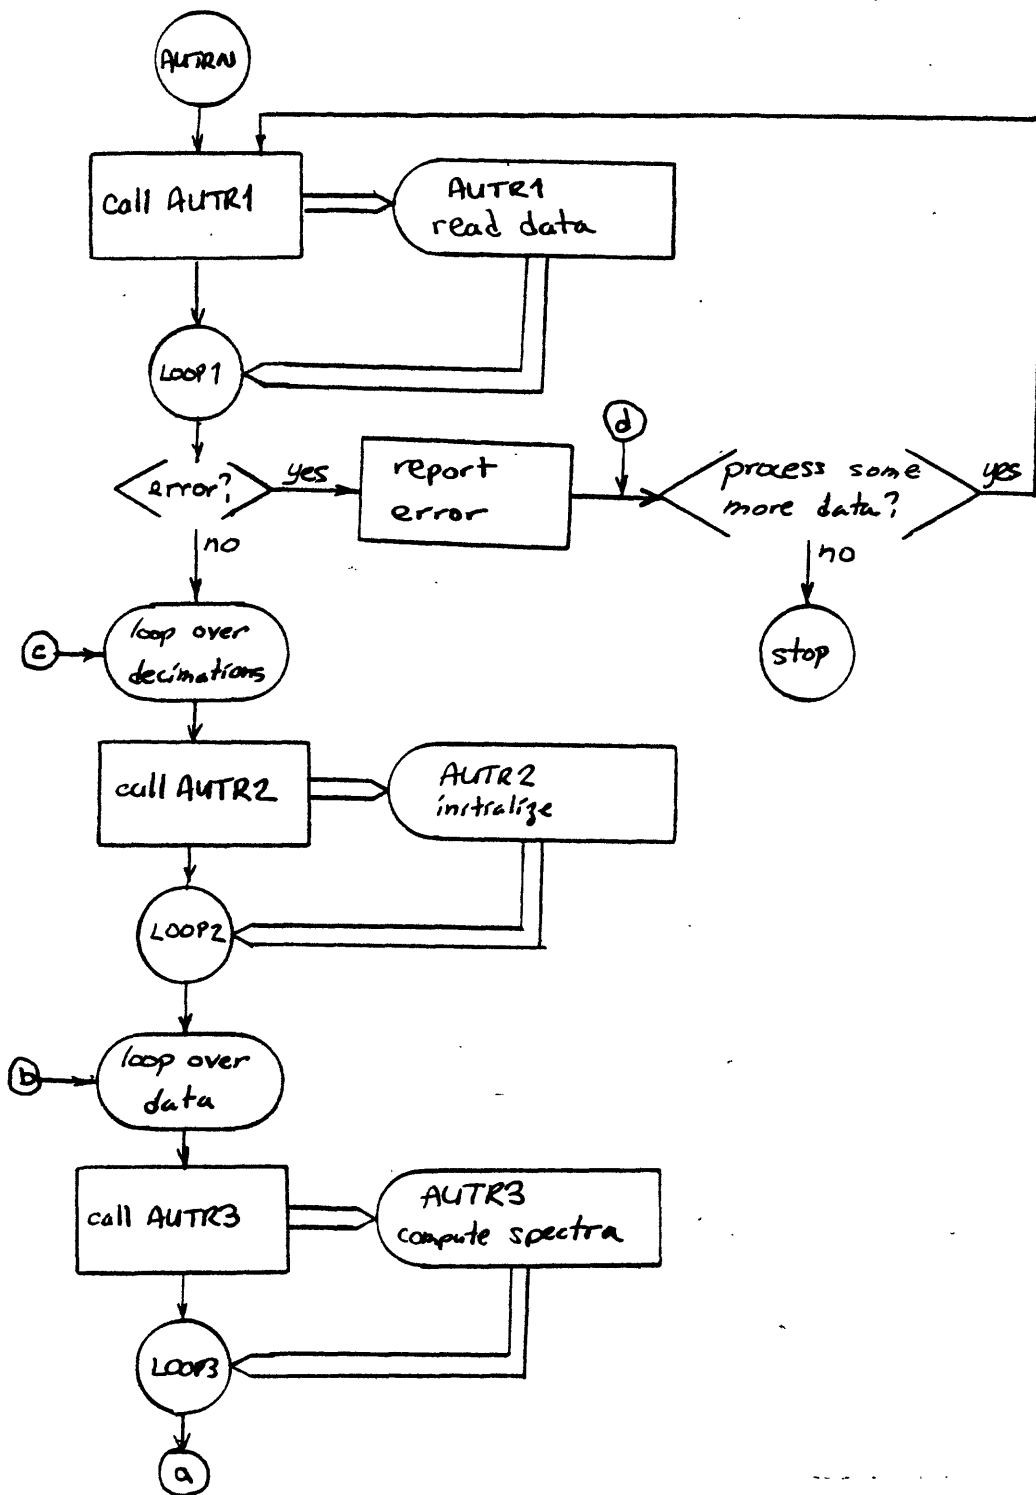 AUTRN
call AUTR1
AUTR1
read data
LOOP1
d
error?
yes
report
error
process some
more data?
yes
no
no
stop
c
loop over
decimations
call AUTR2
AUTR2
initialize
LOOP2
b
loop over
data
call AUTR3
AUTR3
compute spectra
LOOP3
a